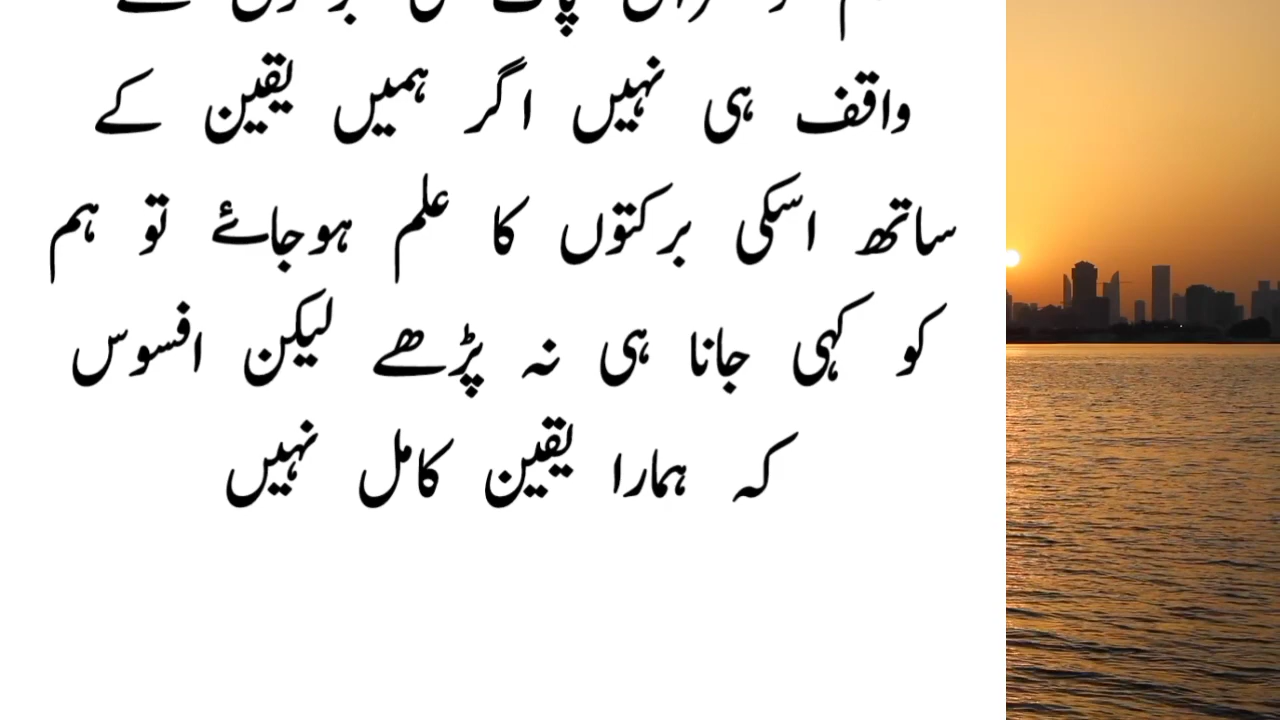 واقف ہی نہیں اگر ہمیں یقین کے
ساتھ اسکی برکتوں کا علم ہوجائے تو ہم
کو کہی جانا ہی نہ پڑھے لیکن افسوس
کہ ہمارا یقین کامل نہیں